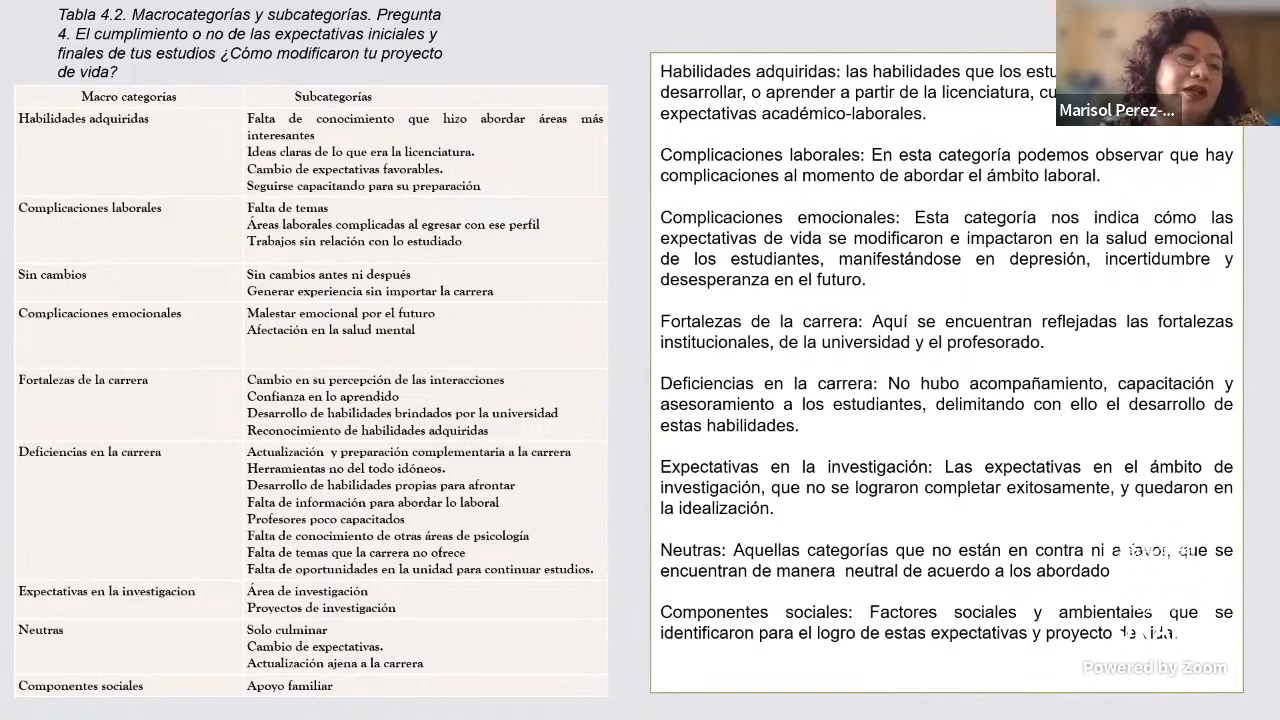 Tabla 4.2. Macrocategorías y subcategorías. Pregunta
4. El cumplimiento o no de las expectativas iniciales y
finales de tus estudios ¿Cómo modificaron tu proyecto
de vida?
Macro categorías Subcategorías
Habilidades adquiridas Falta de conocimiento que hizo abordar áreas más
interesantes
Ideas claras de lo que era la licenciatura.
Cambio de expectativas favorables.
Seguirse capacitando para su preparación
Complicaciones laborales Falta de temas
Áreas laborales complicadas al egresar con ese perfil
Trabajos sin relación con lo estudiado
Sin cambios Sin cambios antes ni después
Generar experiencia sin importar la carrera
Complicaciones emocionales Malestar emocional por el futuro
Afectación en la salud mental
Fortalezas de la carrera Cambio en su percepción de las interacciones
Confianza en lo aprendido
Desarrollo de habilidades brindados por la universidad
Reconocimiento de habilidades adquiridas
Deficiencias en la carrera Actualización y preparación complementaria a la carrera
Herramientas no del todo idóneos.
Desarrollo de habilidades propias para afrontar
Falta de información para abordar lo laboral
Profesores poco capacitados
Falta de conocimiento de otras áreas de psicología
Falta de temas que la carrera no ofrece
Falta de oportunidades en la unidad para continuar estudios.
Expectativas en la investigacion Área de investigación
Proyectos de investigación
Neutras Solo culminar
Cambio de expectativas.
Actualización ajena a la carrera
Componentes sociales Apoyo familiar
Habilidades adquiridas: las habilidades que los
desarrollar, o aprender a partir de la licenciatura,
expectativas académico-laborales.
Complicaciones laborales: En esta categoría podemos observar que hay
complicaciones al momento de abordar el ámbito laboral.
Complicaciones emocionales: Esta categoría nos indica cómo las
expectativas de vida se modificaron e impactaron en la salud emocional
de los estudiantes, manifestándose en depresión, incertidumbre y
desesperanza en el futuro.
Fortalezas de la carrera: Aquí se encuentran reflejadas las fortalezas
institucionales, de la universidad y el profesorado.
Deficiencias en la carrera: No hubo acompañamiento, capacitación y
asesoramiento a los estudiantes, delimitando con ello el desarrollo de
estas habilidades.
Expectativas en la investigación: Las expectativas en el ámbito de
investigación, que no se lograron completar exitosamente, y quedaron en
la idealización.
Neutras: Aquellas categorías que no están en contra ni a favor, que se
encuentran de manera neutral de acuerdo a los abordado
Componentes sociales: Factores sociales y ambientales que se
identificaron para el logro de estas expectativas y proyecto de vida.
Marisol Perez-...
Powered by Zoom